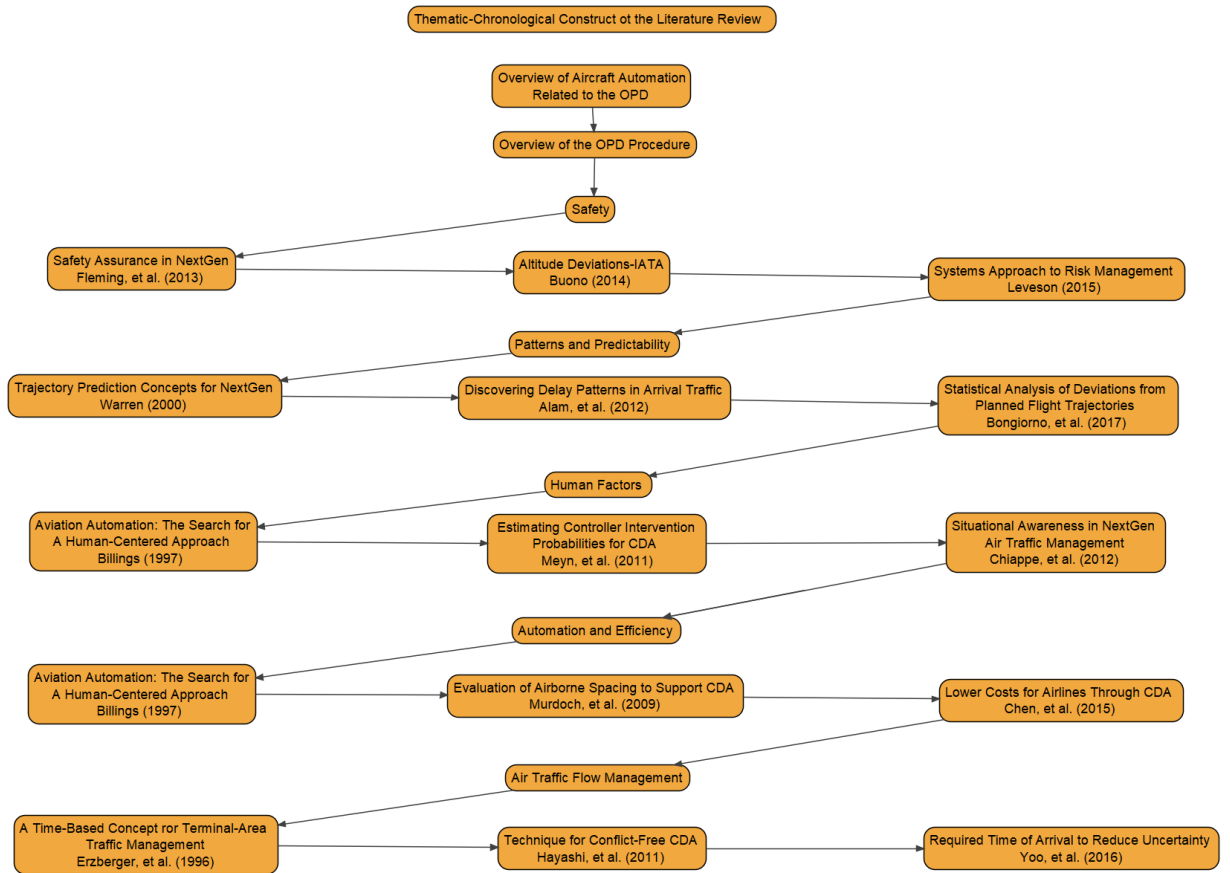 Thematic-Chronological Construct ot the Literature Review
Overview of Aircraft Automation
Related to the OPD
Overview of the OPD Procedure
Safety
Safety Assurance in NextGen
Fleming, et al. (2013)
Altitude Deviations-IATA
Buono (2014)
Systems Approach to Risk Management
Leveson (2015)
Patterns and Predictability
Trajectory Prediction Concepts for NextGen
Warren (2000)
Discovering Delay Patterns in Arrival Traffic
Alam, et al. (2012)
Statistical Analysis of Deviations from
Planned Flight Trajectories
Bongiorno, et al. (2017)
Human Factors
Aviation Automation: The Search for
A Human-Centered Approach
Billings (1997)
Estimating Controller Intervention
Probabilities for CDA
Meyn, et al. (2011)
Situational Awareness in NextGen
Air Traffic Management
Chiappe, et al. (2012)
Automation and Efficiency
Aviation Automation: The Search for
A Human-Centered Approach
Billings (1997)
Evaluation of Airborne Spacing to Support CDA
Murdoch, et al. (2009)
Lower Costs for Airlines Through CDA
Chen, et al. (2015)
Air Traffic Flow Management
A Time-Based Concept ror Terminal-Area
Traffic Management
Erzberger, et al. (1996)
Technique for Conflict-Free CDA
Hayashi, et al. (2011)
Required Time of Arrival to Reduce Uncertainty
Yoo, et al. (2016)